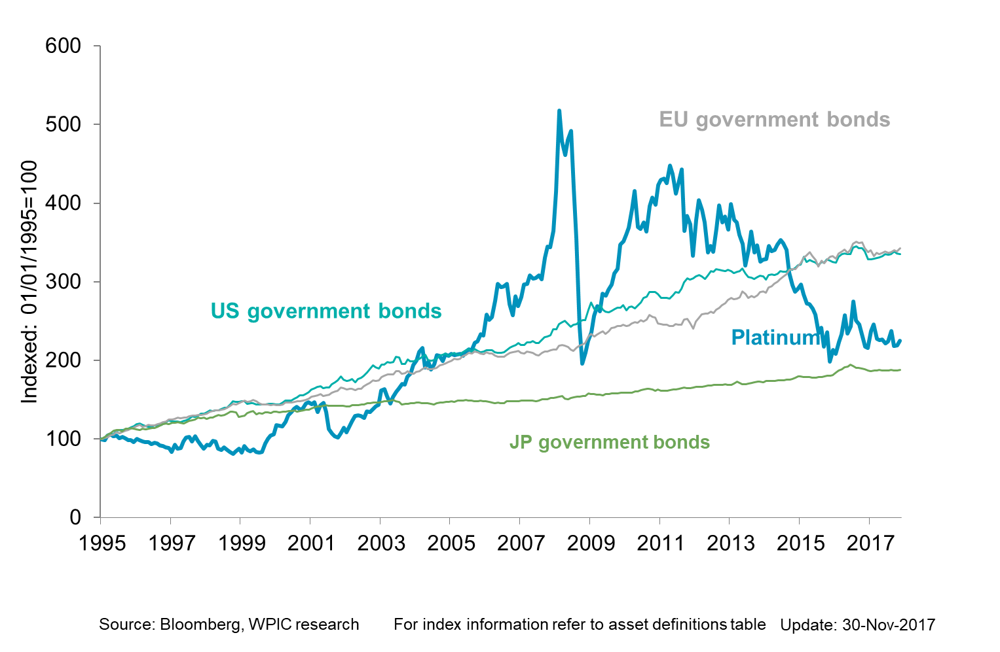 600
500
400
300
200
100
0
Indexed: 01/01/1995=100
EU government bonds
US government bonds
Platinum
JP government bonds
1995 1997 1999 2001 2003 2005 2007 2009 2011 2013 2015 2017
Source: Bloomberg, WPIC research For index information refer to asset definitions table Update: 30-Nov-2017